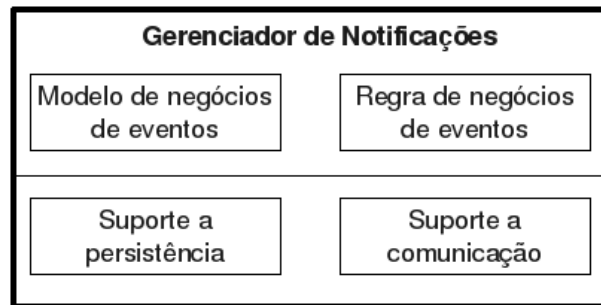 Gerenciador de Notificações
Modelo de negócios
de eventos
Regra de negócios
de eventos
Suporte a
persistência
Suporte a
comunicação